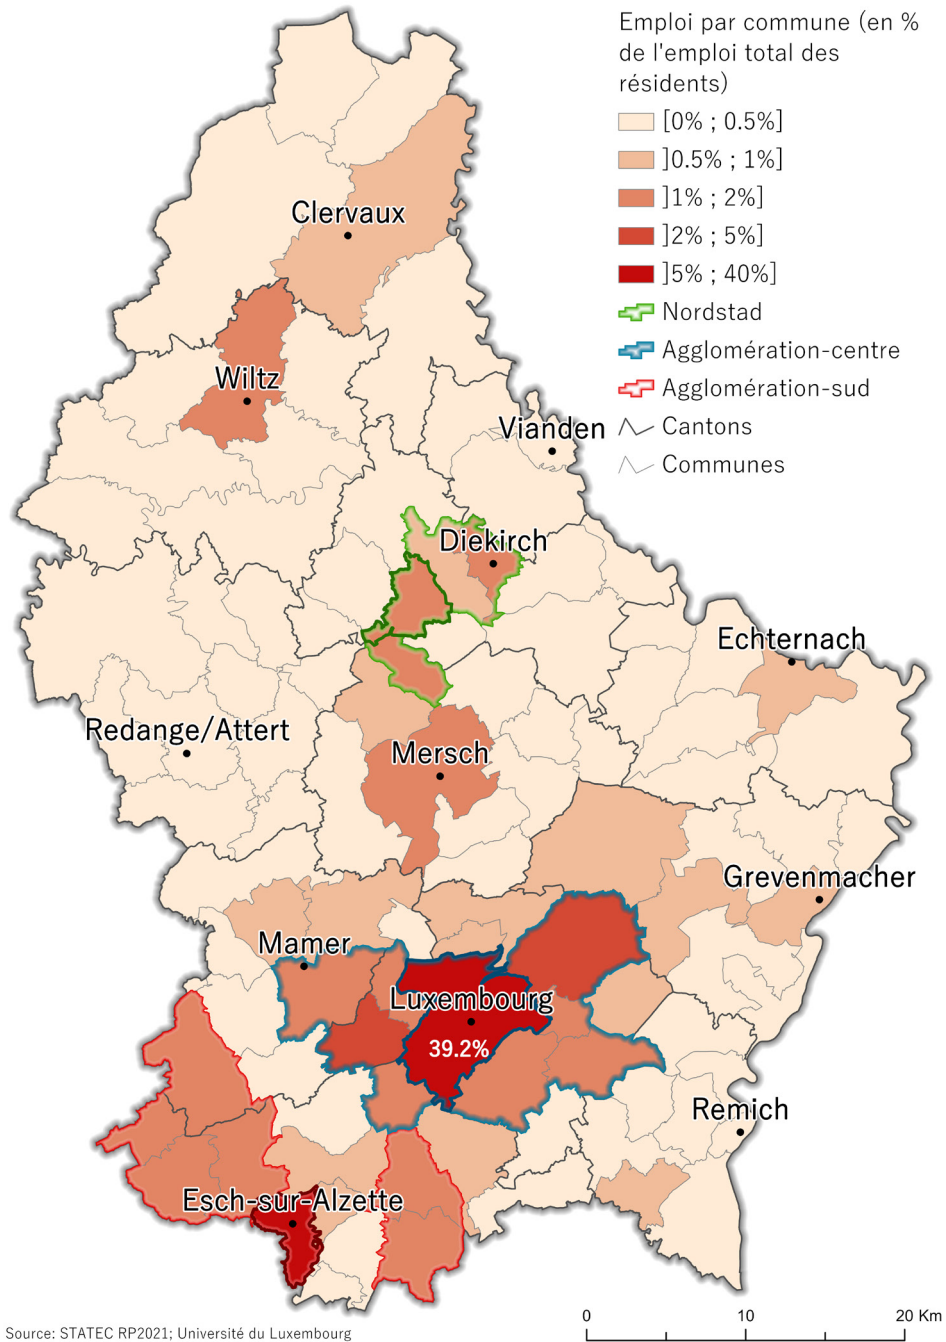 Emploi par commune (en %
de l'emploi total des
résidents)
[0% ; 0.5%]
]0.5% ; 1%]
]1% ; 2%]
]2% ; 5%]
]5% ; 40%]
Nordstad
Agglomération-centre
Agglomération-sud
Cantons
Communes
Clervaux
Wiltz
Vianden
Diekirch
Echternach
Redange/Attert
Mersch
Grevenmacher
Mamer
Luxembourg
39.2%
Remich
Esch-sur-Alzette
0 10 20 Km
Source: STATEC RP2021; Université du Luxembourg